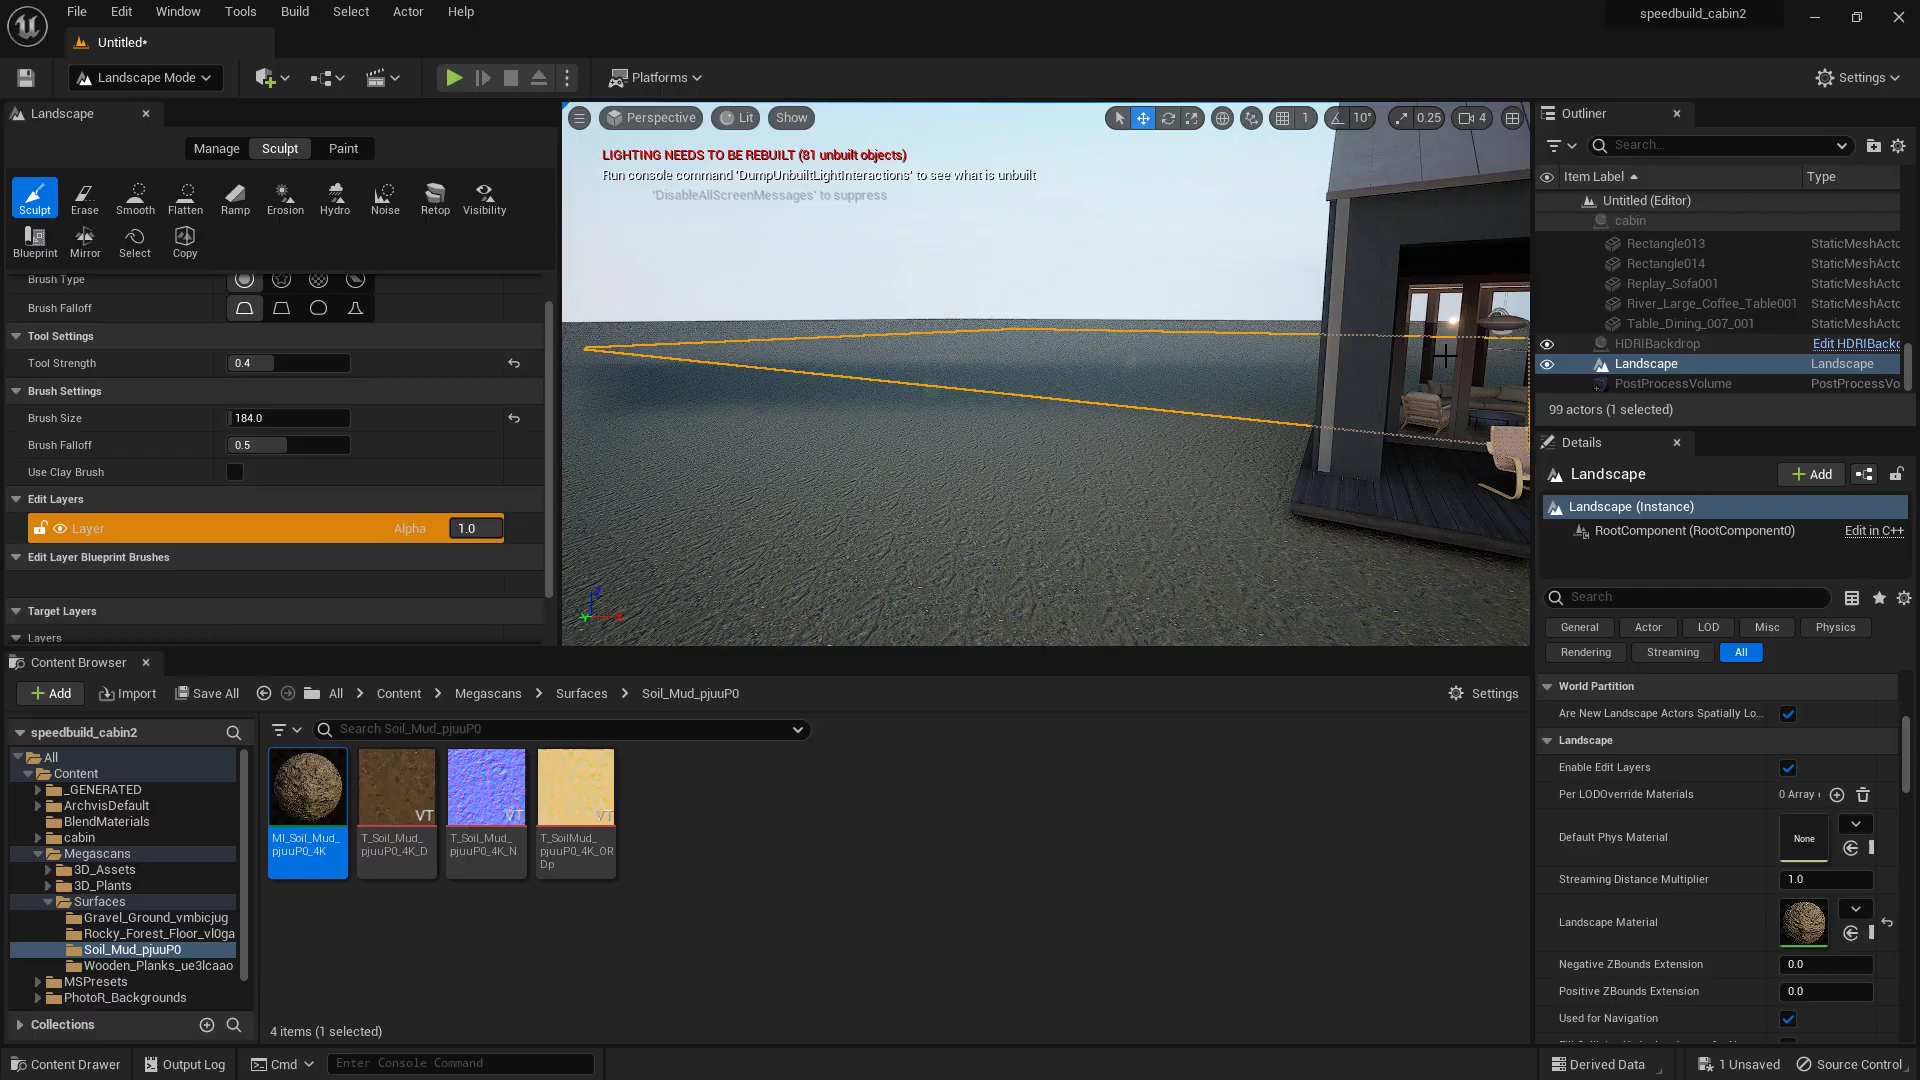 File Edit Window Tools Build Select Actor Help
speedbuild_cabin2
Untitled*
Landscape Mode
Platforms
Settings
Landscape
Manage Sculpt Paint
Sculpt Erase Smooth Flatten Ramp Erosion Hydro Noise Retop Visibility
Blueprint Mirror Select Copy
Brush Type
Brush Falloff
Tool Settings
Tool Strength 0.4
Brush Settings
Brush Size 184.0
Brush Falloff 0.5
Use Clay Brush
Edit Layers
Layer Alpha 1.0
Edit Layer Blueprint Brushes
Target Layers
Layers
Perspective Lit Show
1 10° 0.25 4
LIGHTING NEEDS TO BE REBUILT (81 unbuilt objects)
Run console command 'DumpUnbuiltLightInteractions' to see what is unbuilt
'DisableAllScreenMessages' to suppress
Outliner
Search...
Item Label Type
Untitled (Editor)
cabin
Rectangle013 StaticMeshActo
Rectangle014 StaticMeshActo
Replay_Sofa001 StaticMeshActo
River_Large_Coffee_Table001 StaticMeshActo
Table_Dining_007_001 StaticMeshActo
HDRIBackdrop Edit HDRIBackd
Landscape Landscape
PostProcessVolume PostProcessVo
99 actors (1 selected)
Details
Landscape
Add
Landscape (Instance)
RootComponent (RootComponent0) Edit in C++
Search
General Actor LOD Misc Physics
Rendering Streaming All
World Partition
Are New Landscape Actors Spatially Lo...
Landscape
Enable Edit Layers
Per LODOverride Materials 0 Array
Default Phys Material None
Streaming Distance Multiplier 1.0
Landscape Material
Negative ZBounds Extension 0.0
Positive ZBounds Extension 0.0
Used for Navigation
Content Browser
Add Import Save All All Content Megascans Surfaces Soil_Mud_pjuuP0 Settings
speedbuild_cabin2
All
Content
_GENERATED
ArchvisDefault
BlendMaterials
cabin
Megascans
3D_Assets
3D_Plants
Surfaces
Gravel_Ground_vmbicjug
Rocky_Forest_Floor_vl0ga
Soil_Mud_pjuuP0
Wooden_Planks_ue3lcaao
MSPresets
PhotoR_Backgrounds
Collections
Search Soil_Mud_pjuuP0
VT VT VT
MI_Soil_Mud_ T_Soil_Mud_ T_Soil_Mud_ T_SoilMud_
pjuuP0_4K pjuuP0_4K_D pjuuP0_4K_N pjuuP0_4K_OR
Dp
4 items (1 selected)
Content Drawer Output Log Cmd Enter Console Command
Derived Data 1 Unsaved Source Control